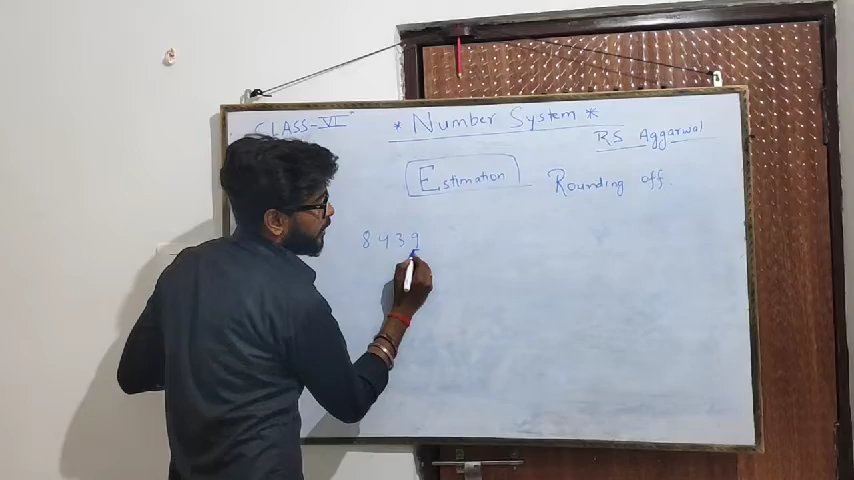 CLASS-VI
* Number System *
RS Aggarwal
Estimation
Rounding off.
8439